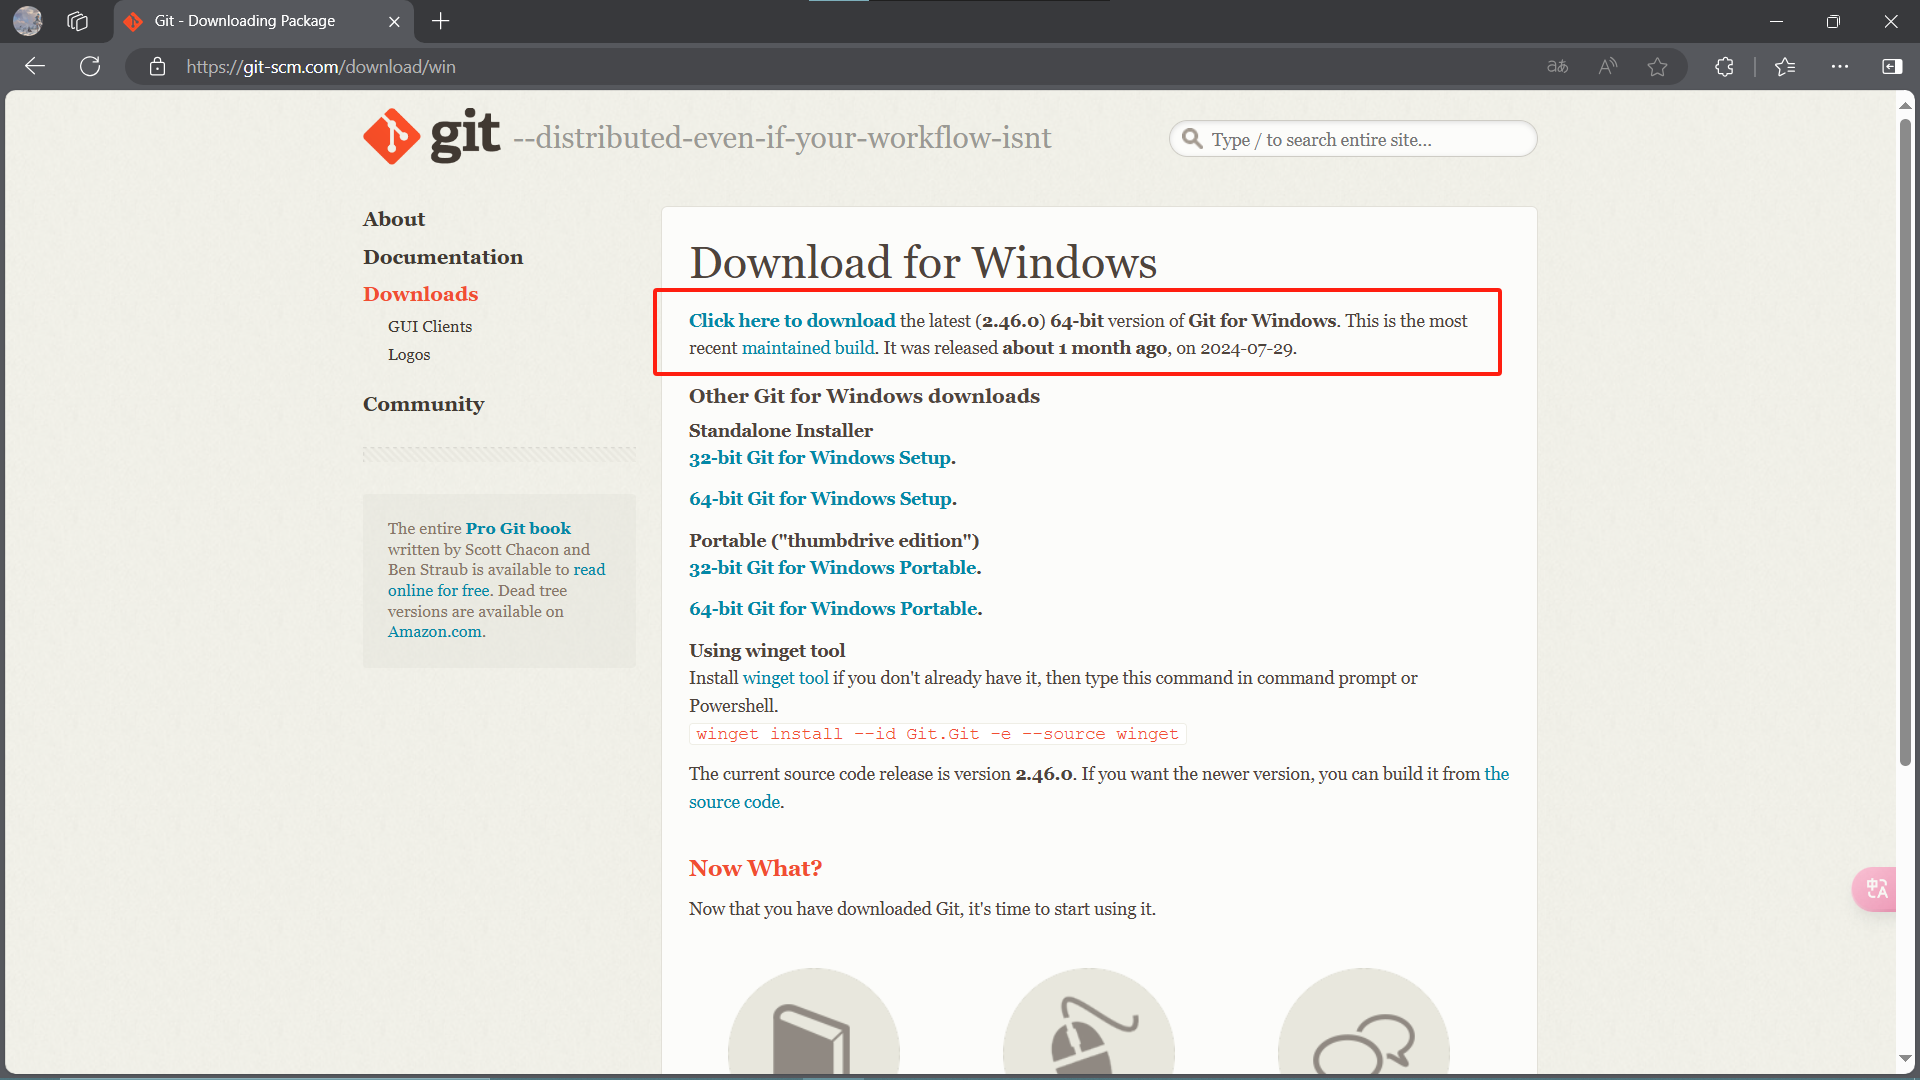 Git - Downloading Package
https://git-scm.com/download/win
git --distributed-even-if-your-workflow-isnt
Type / to search entire site...
About
Documentation
Downloads
GUI Clients
Logos
Community
The entire Pro Git book
written by Scott Chacon and
Ben Straub is available to read
online for free. Dead tree
versions are available on
Amazon.com.
Download for Windows
Click here to download the latest (2.46.0) 64-bit version of Git for Windows. This is the most
recent maintained build. It was released about 1 month ago, on 2024-07-29.
Other Git for Windows downloads
Standalone Installer
32-bit Git for Windows Setup.
64-bit Git for Windows Setup.
Portable ("thumbdrive edition")
32-bit Git for Windows Portable.
64-bit Git for Windows Portable.
Using winget tool
Install winget tool if you don't already have it, then type this command in command prompt or
Powershell.
winget install --id Git.Git -e --source winget
The current source code release is version 2.46.0. If you want the newer version, you can build it from the
source code.
Now What?
Now that you have downloaded Git, it's time to start using it.